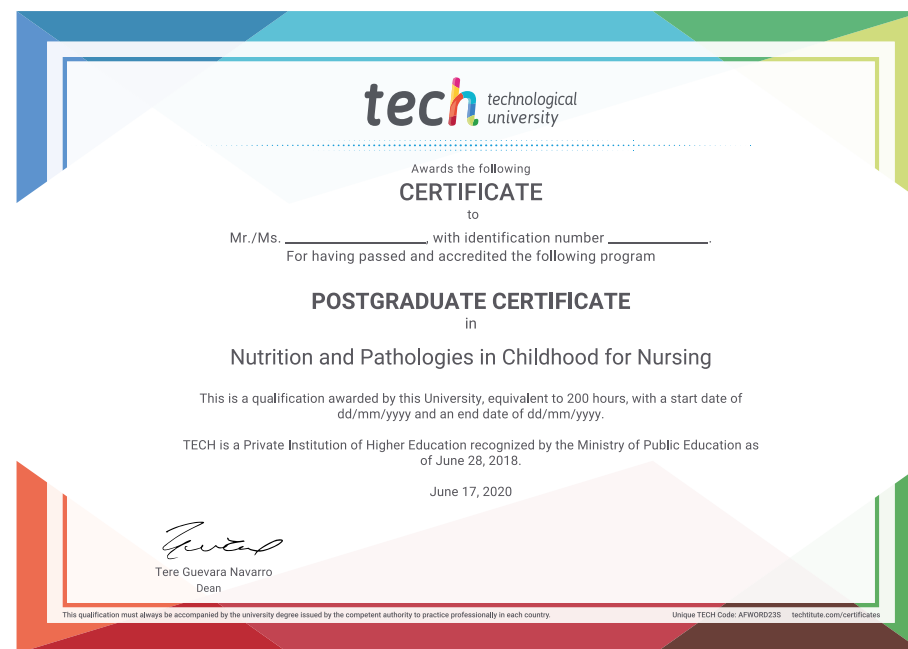 tech technological
university
Awards the following
CERTIFICATE
to
Mr./Ms. ____________________, with identification number ______________.
For having passed and accredited the following program
POSTGRADUATE CERTIFICATE
in
Nutrition and Pathologies in Childhood for Nursing
This is a qualification awarded by this University, equivalent to 200 hours, with a start date of
dd/mm/yyyy and an end date of dd/mm/yyyy.
TECH is a Private Institution of Higher Education recognized by the Ministry of Public Education as
of June 28, 2018.
June 17, 2020
Tere Guevara Navarro
Dean
This qualification must always be accompanied by the university degree issued by the competent authority to practice professionally in each country. Unique TECH Code: AFWORD23S techtitute.com/certificates